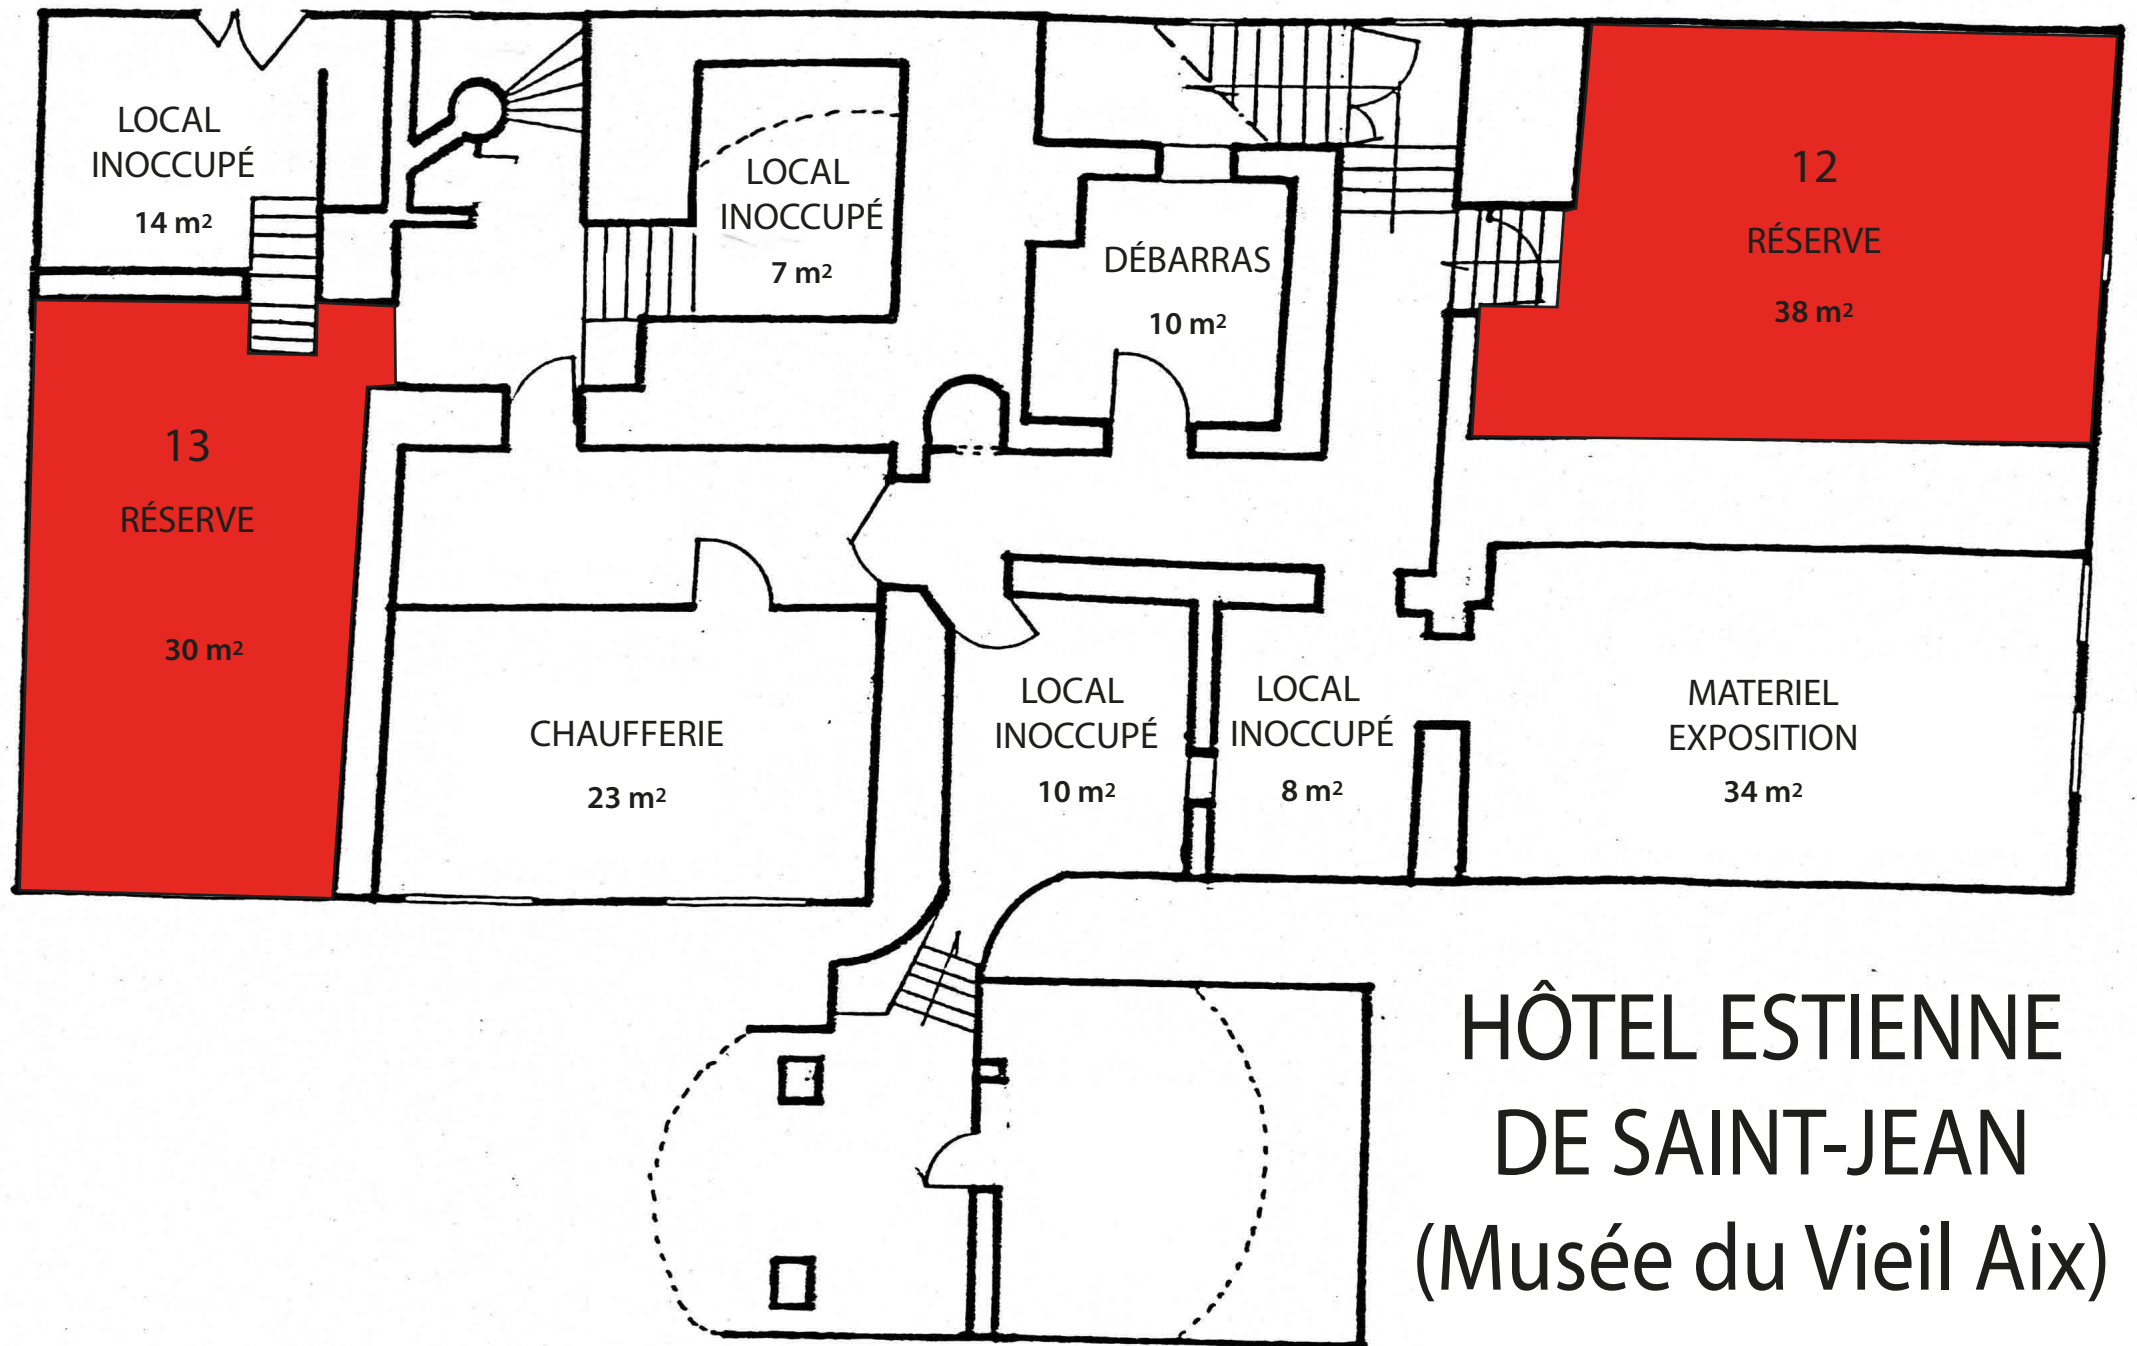 LOCAL
INOCCUPÉ
14 m²
LOCAL
INOCCUPÉ
7 m²
DÉBARRAS
10 m²
12
RÉSERVE
38 m²
13
RÉSERVE
30 m²
CHAUFFERIE
23 m²
LOCAL
INOCCUPÉ
10 m²
LOCAL
INOCCUPÉ
8 m²
MATERIEL
EXPOSITION
34 m²
HÔTEL ESTIENNE
DE SAINT-JEAN
(Musée du Vieil Aix)